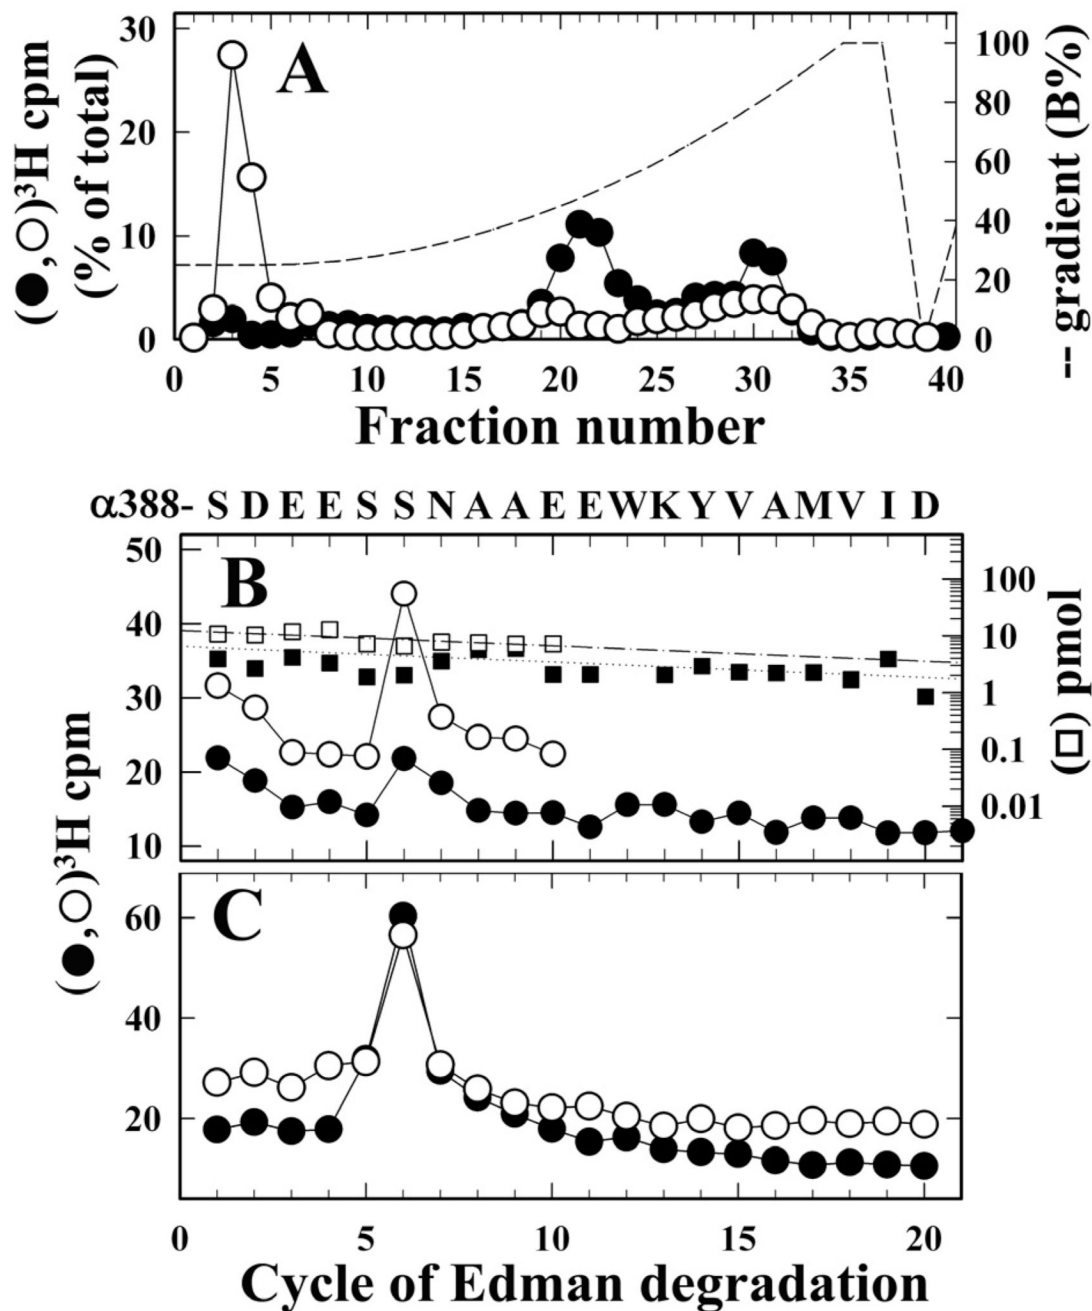 A
(●,○)³H cpm
(% of total)
30
20
10
0
100
80
60
40
20
0
-- gradient (B%)
0 5 10 15 20 25 30 35 40
Fraction number
α388- S D E E S S N A A E E W K Y V A M V I D
B
50
40
30
20
10
100
10
1
0.1
0.01
(□) pmol
(●,○)³H cpm
C
60
40
20
0 5 10 15 20
Cycle of Edman degradation